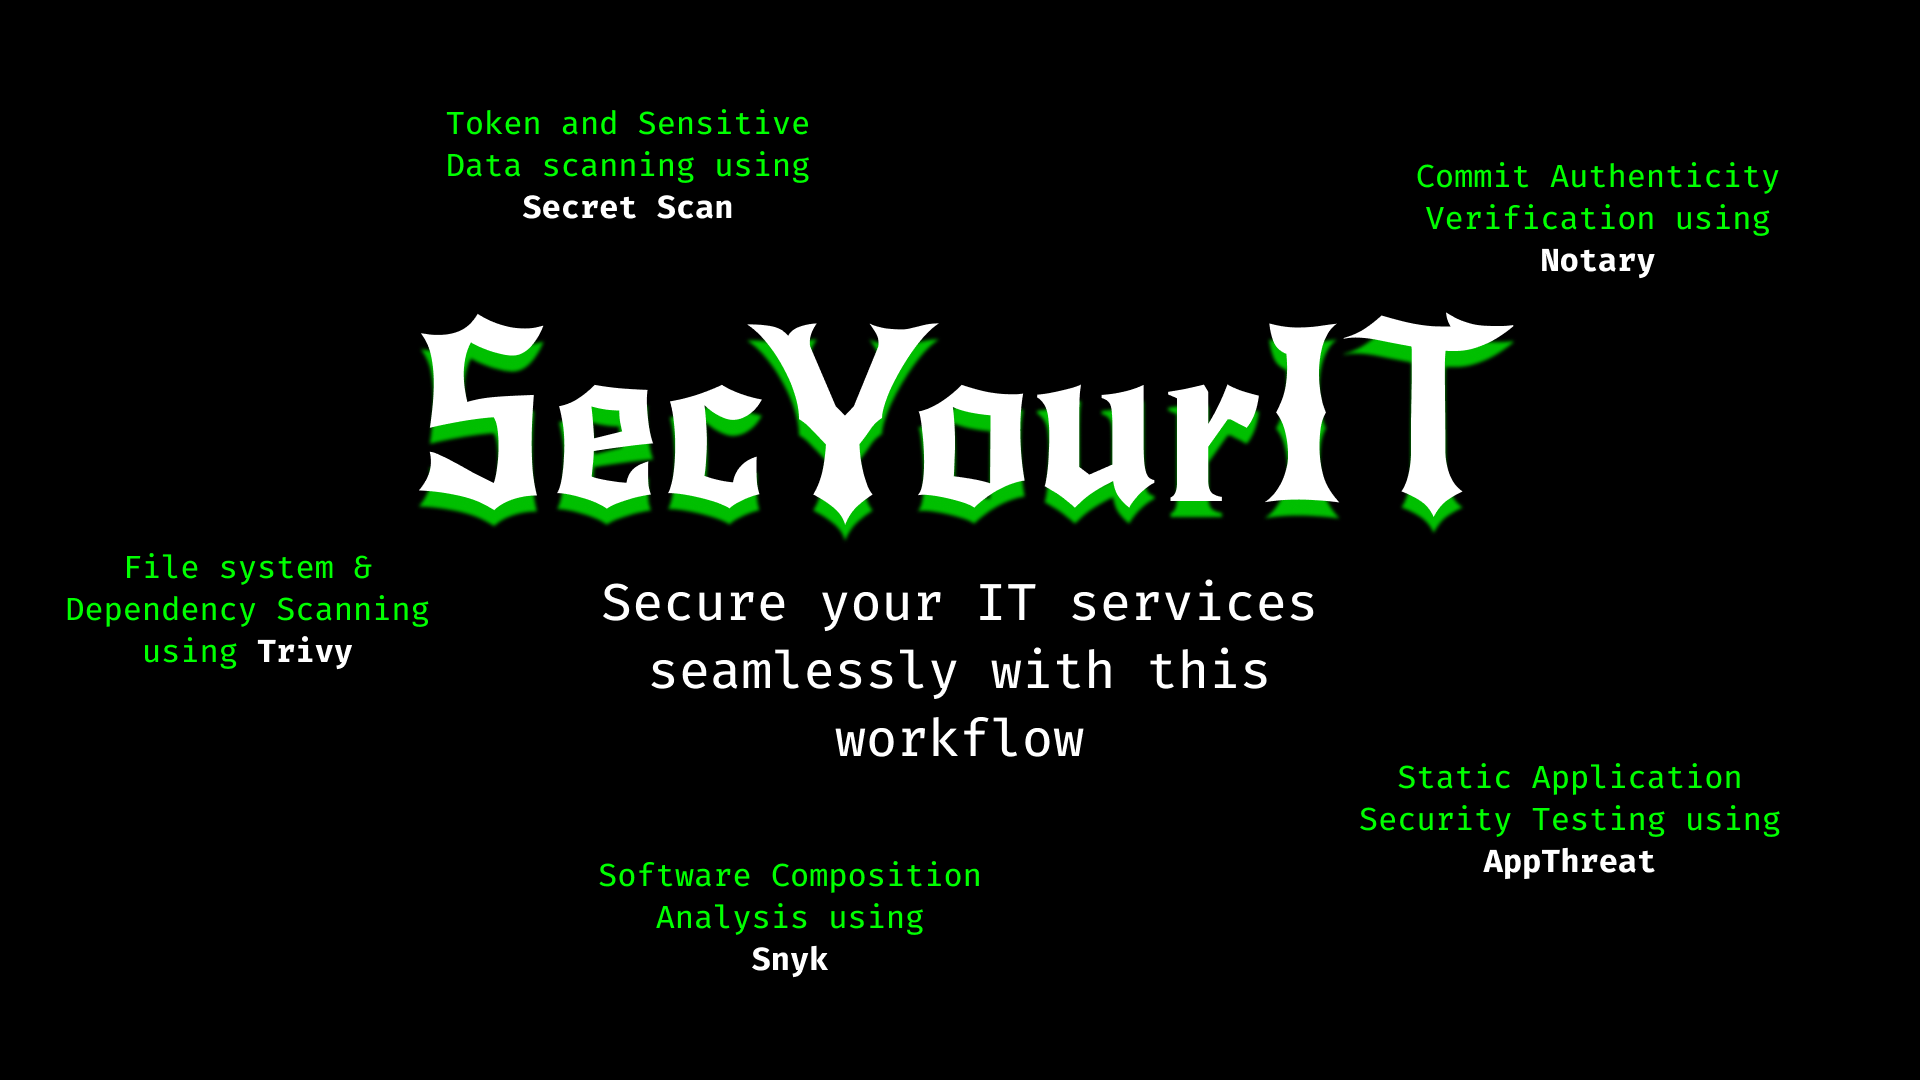 Token and Sensitive
Data scanning using
Secret Scan
Commit Authenticity
Verification using
Notary
SecYourIT
File system &
Dependency Scanning
using Trivy
Secure your IT services
seamlessly with this
workflow
Static Application
Security Testing using
AppThreat
Software Composition
Analysis using
Snyk